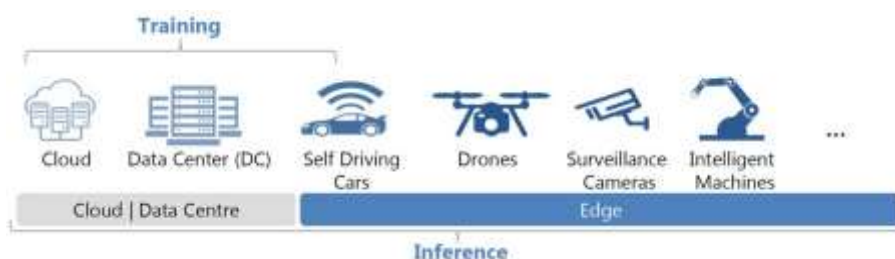 Training
Cloud
Data Center (DC)
Self Driving
Cars
Drones
Surveillance
Cameras
Intelligent
Machines
...
Cloud | Data Centre
Edge
Inference